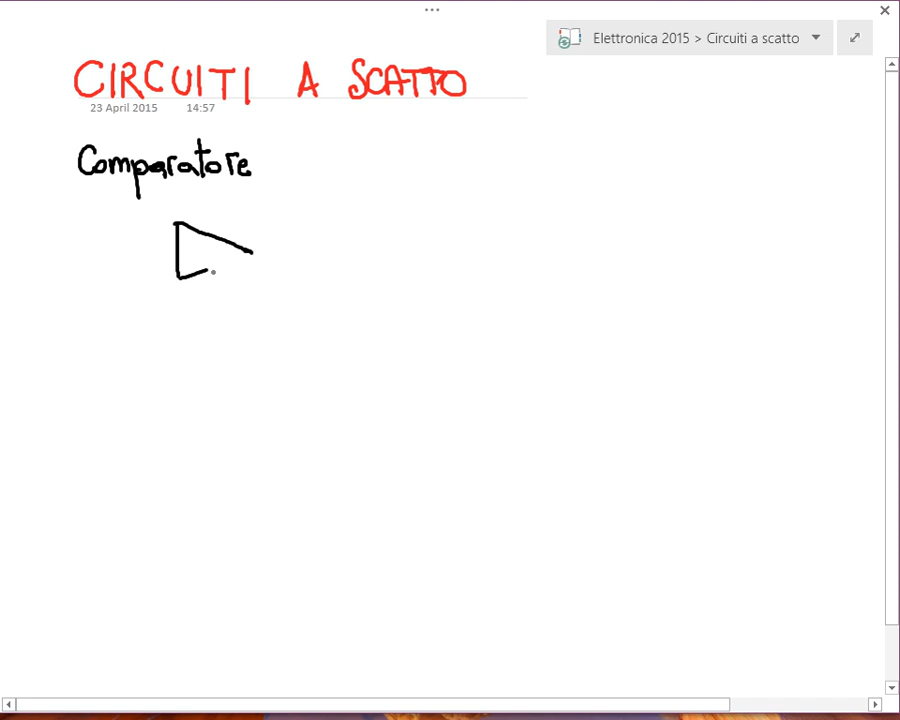 Elettronica 2015 > Circuiti a scatto
CIRCUITI A SCATTO
23 April 2015 14:57
Comparatore